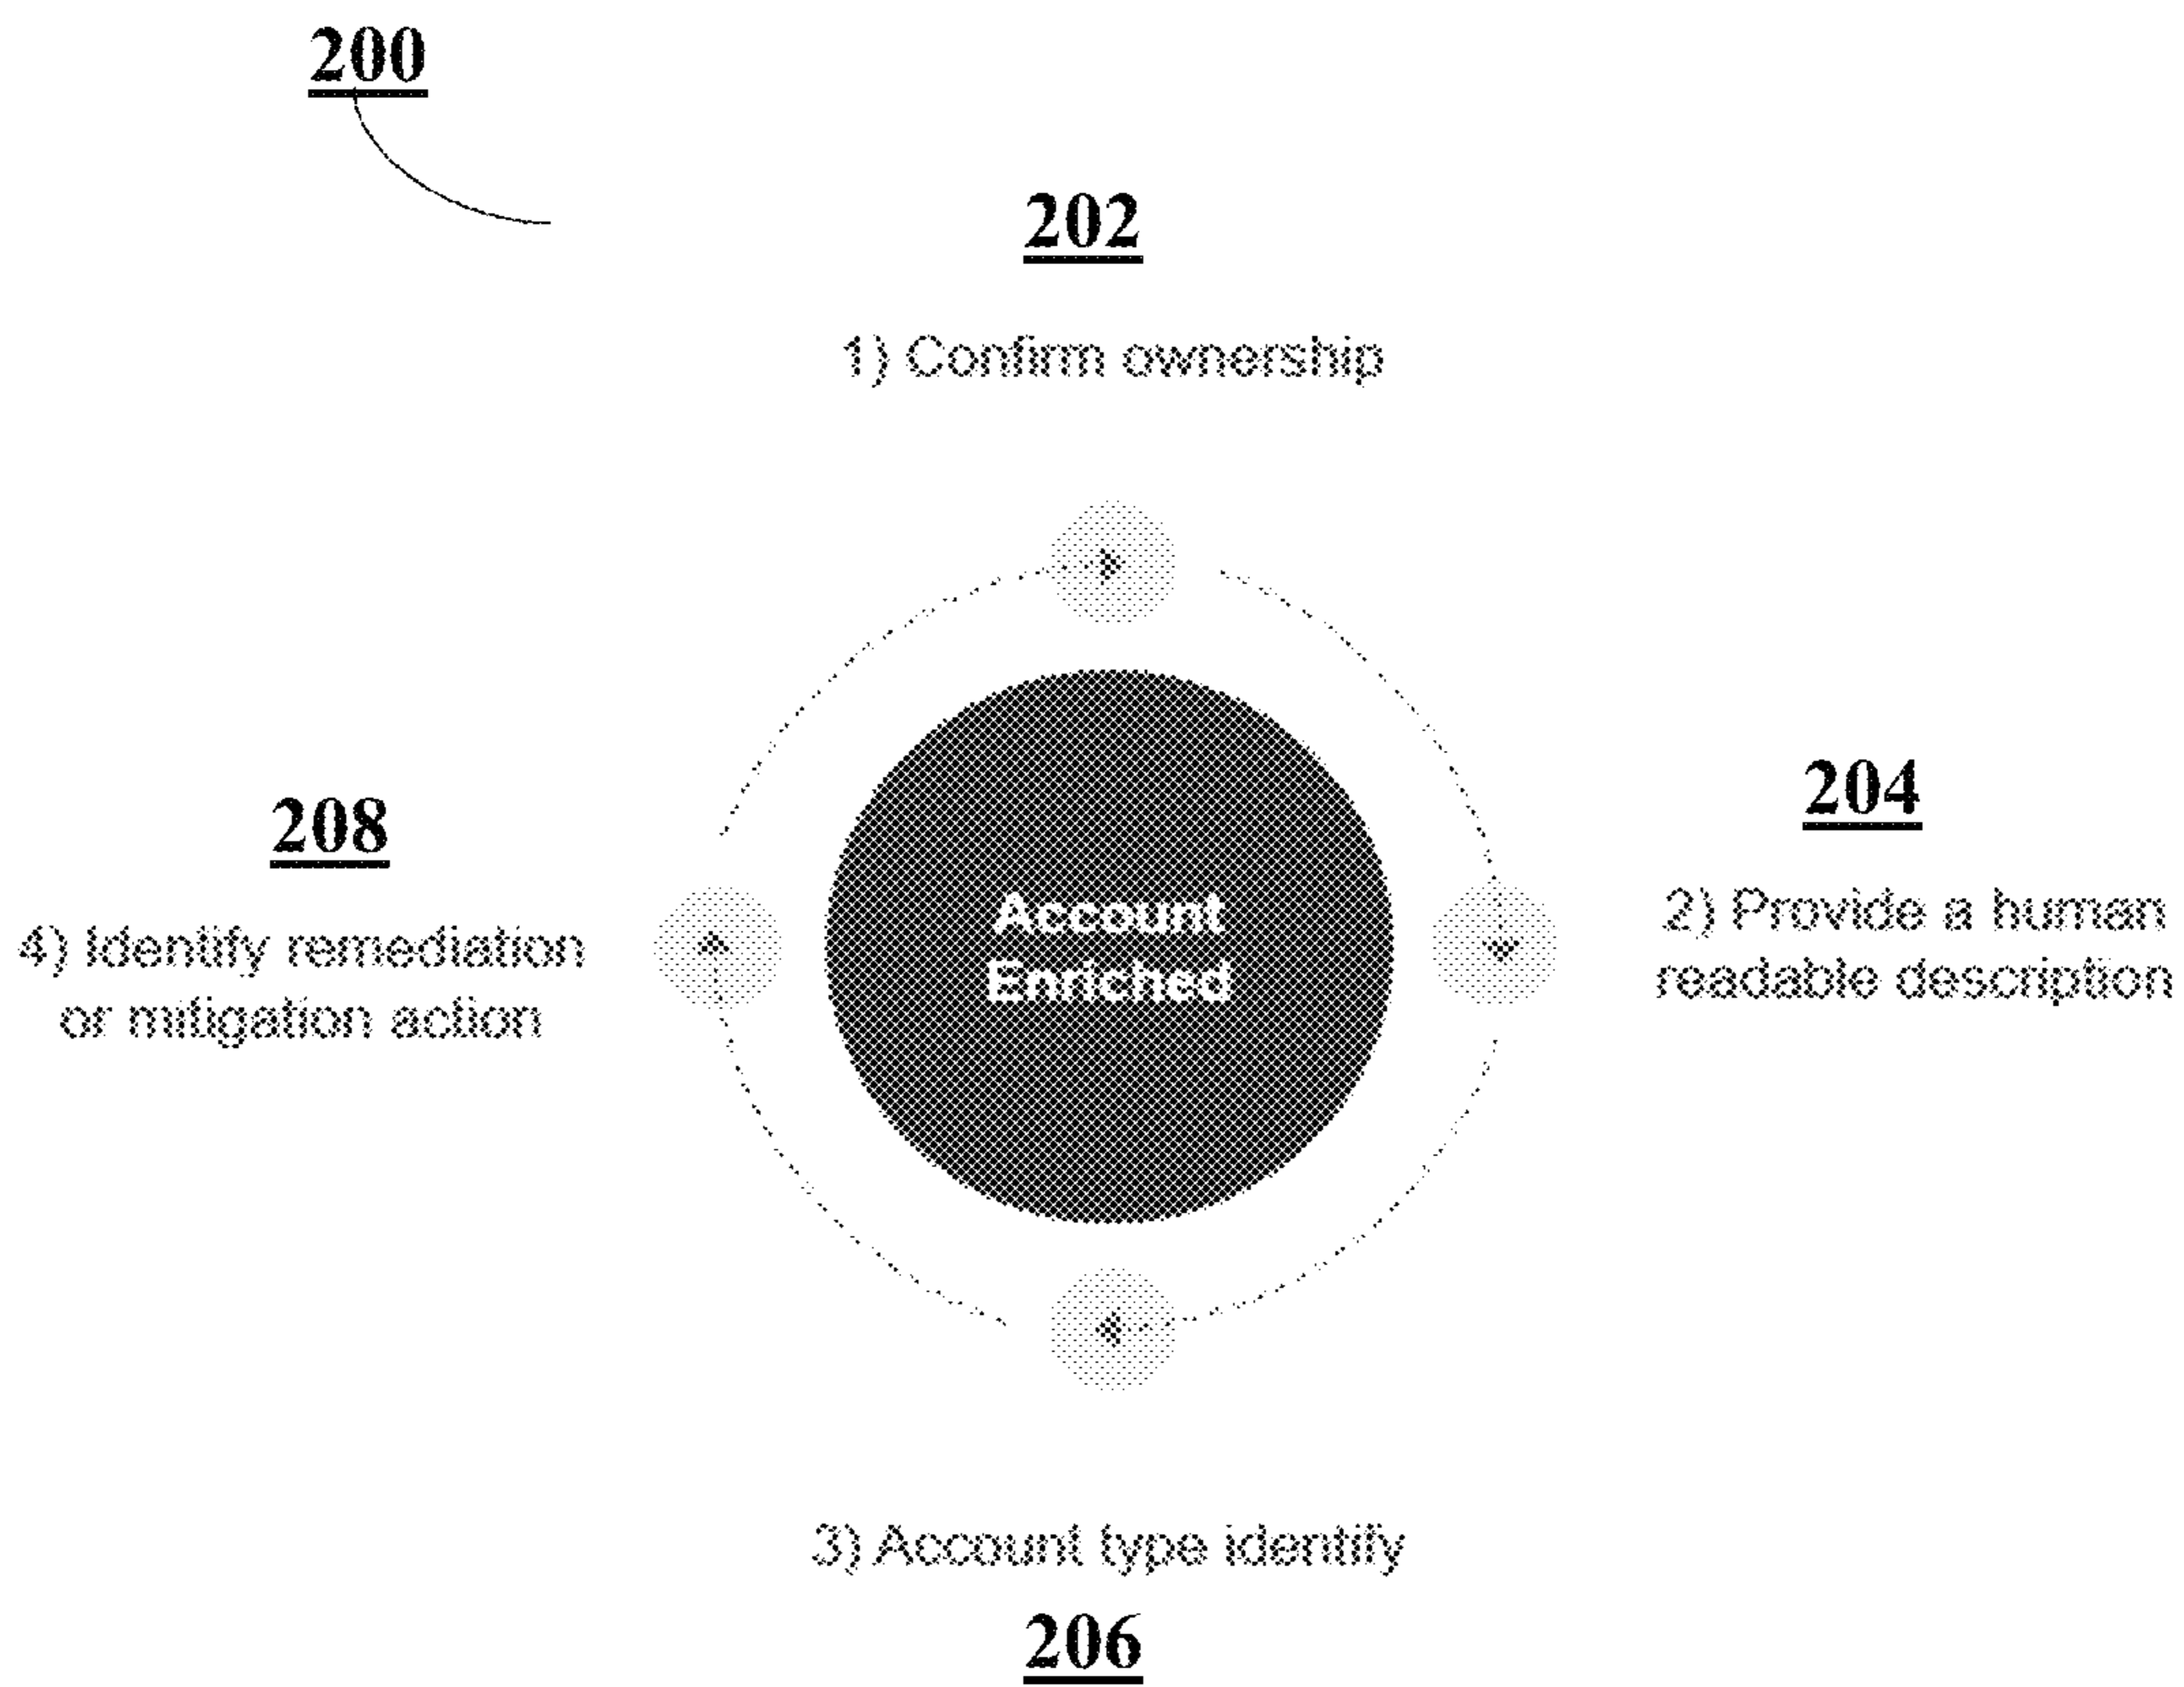 200
202
1) Confirm ownership
204
2) Provide a human
readable description
Account
Enriched
208
4) Identify remediation
or mitigation action
3) Account type identify
206